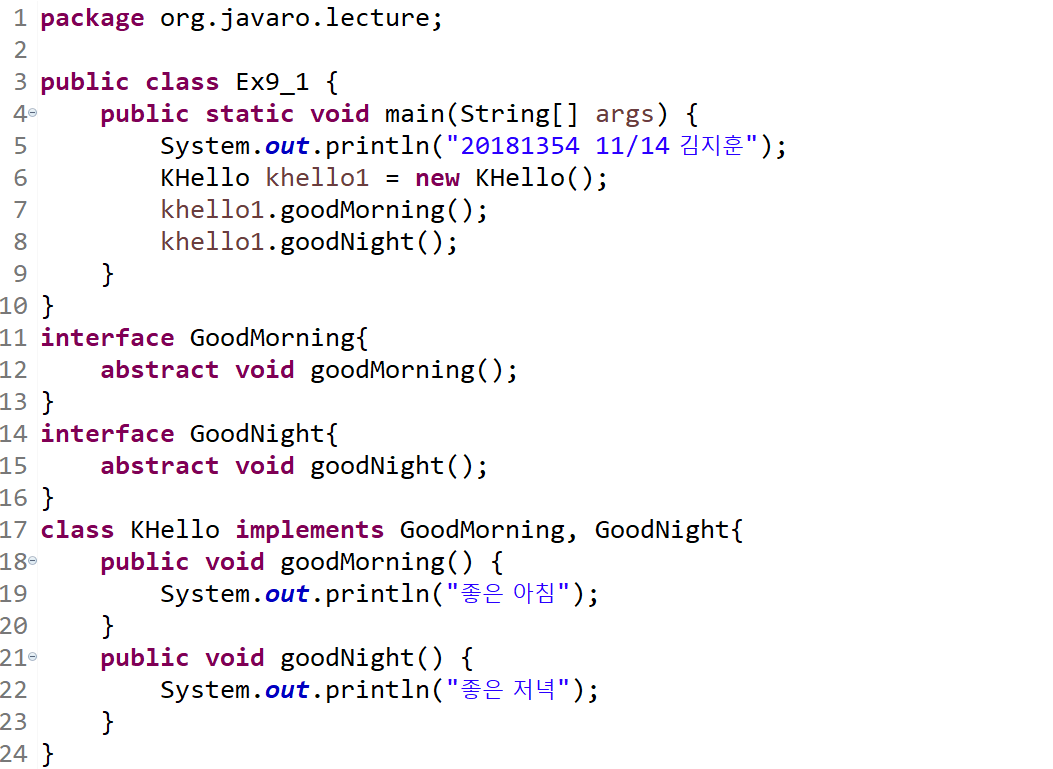 1 package org.javaro.lecture;
2
3 public class Ex9_1 {
4     public static void main(String[] args) {
5         System.out.println("20181354 11/14 김지훈");
6         KHello khello1 = new KHello();
7         khello1.goodMorning();
8         khello1.goodNight();
9     }
10 }
11 interface GoodMorning{
12     abstract void goodMorning();
13 }
14 interface GoodNight{
15     abstract void goodNight();
16 }
17 class KHello implements GoodMorning, GoodNight{
18     public void goodMorning() {
19         System.out.println("좋은 아침");
20     }
21     public void goodNight() {
22         System.out.println("좋은 저녁");
23     }
24 }